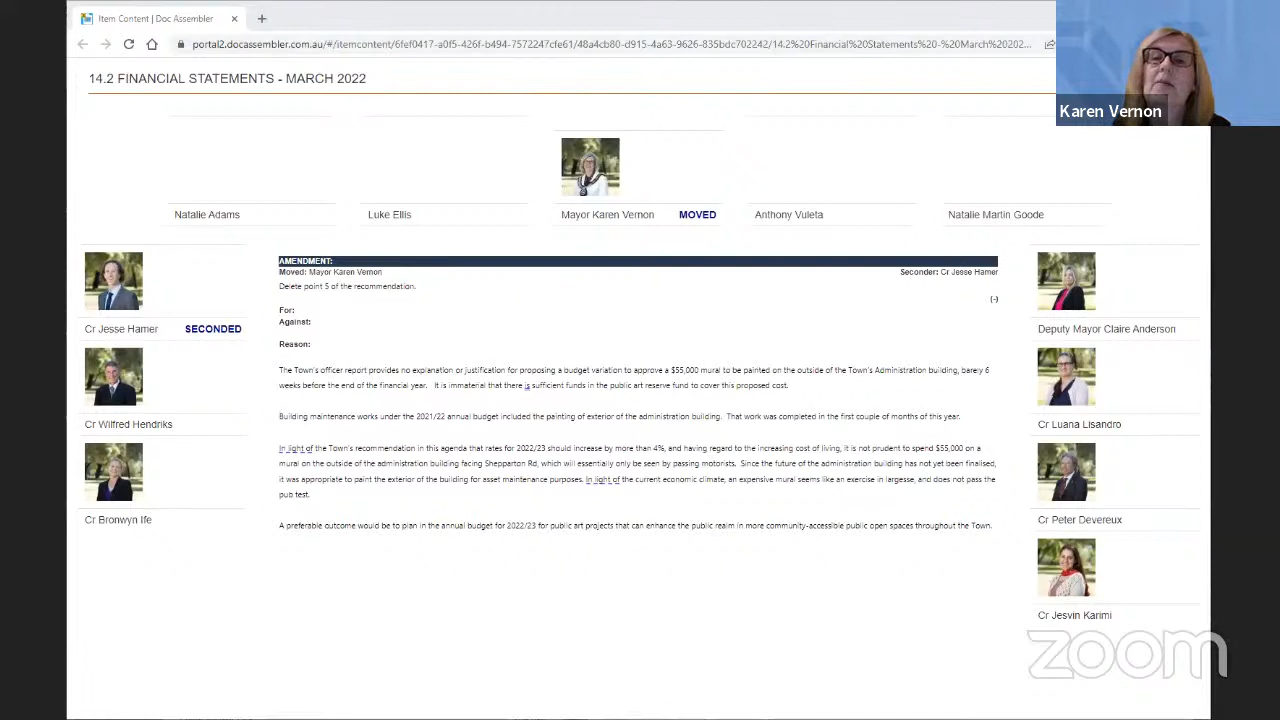 Item Content | Doc Assembler
portal2.docassembler.com.au/#/itemcontent/6fef0417-a0f5-426f-b494-7572247cfe61/48a4cb80-d915-4a63-9626-835bdc702242/14.2%20Financial%20Statements%20-%20March%20202...
14.2 FINANCIAL STATEMENTS - MARCH 2022
Karen Vernon
Natalie Adams
Luke Ellis
Mayor Karen Vernon MOVED
Anthony Vuleta
Natalie Martin Goode
Cr Jesse Hamer SECONDED
Cr Wilfred Hendriks
Cr Bronwyn Ife
AMENDMENT:
Moved: Mayor Karen Vernon Seconder: Cr Jesse Hamer
Delete point 5 of the recommendation.
(-)
For:
Against:
Reason:
The Town's officer report provides no explanation or justification for proposing a budget variation to approve a $55,000 mural to be painted on the outside of the Town's Administration building, barely 6
weeks before the end of the financial year. It is immaterial that there is sufficient funds in the public art reserve fund to cover this proposed cost.
Building maintenance works under the 2021/22 annual budget included the painting of exterior of the administration building. That work was completed in the first couple of months of this year.
In light of the Town's recommendation in this agenda that rates for 2022/23 should increase by more than 4%, and having regard to the increasing cost of living, it is not prudent to spend $55,000 on a
mural on the outside of the administration building facing Shepparton Rd, which will essentially only be seen by passing motorists. Since the future of the administration building has not yet been finalised,
it was appropriate to paint the exterior of the building for asset maintenance purposes. In light of the current economic climate, an expensive mural seems like an exercise in largesse, and does not pass the
pub test.
A preferable outcome would be to plan in the annual budget for 2022/23 for public art projects that can enhance the public realm in more community-accessible public open spaces throughout the Town.
Deputy Mayor Claire Anderson
Cr Luana Lisandro
Cr Peter Devereux
Cr Jesvin Karimi
zoom